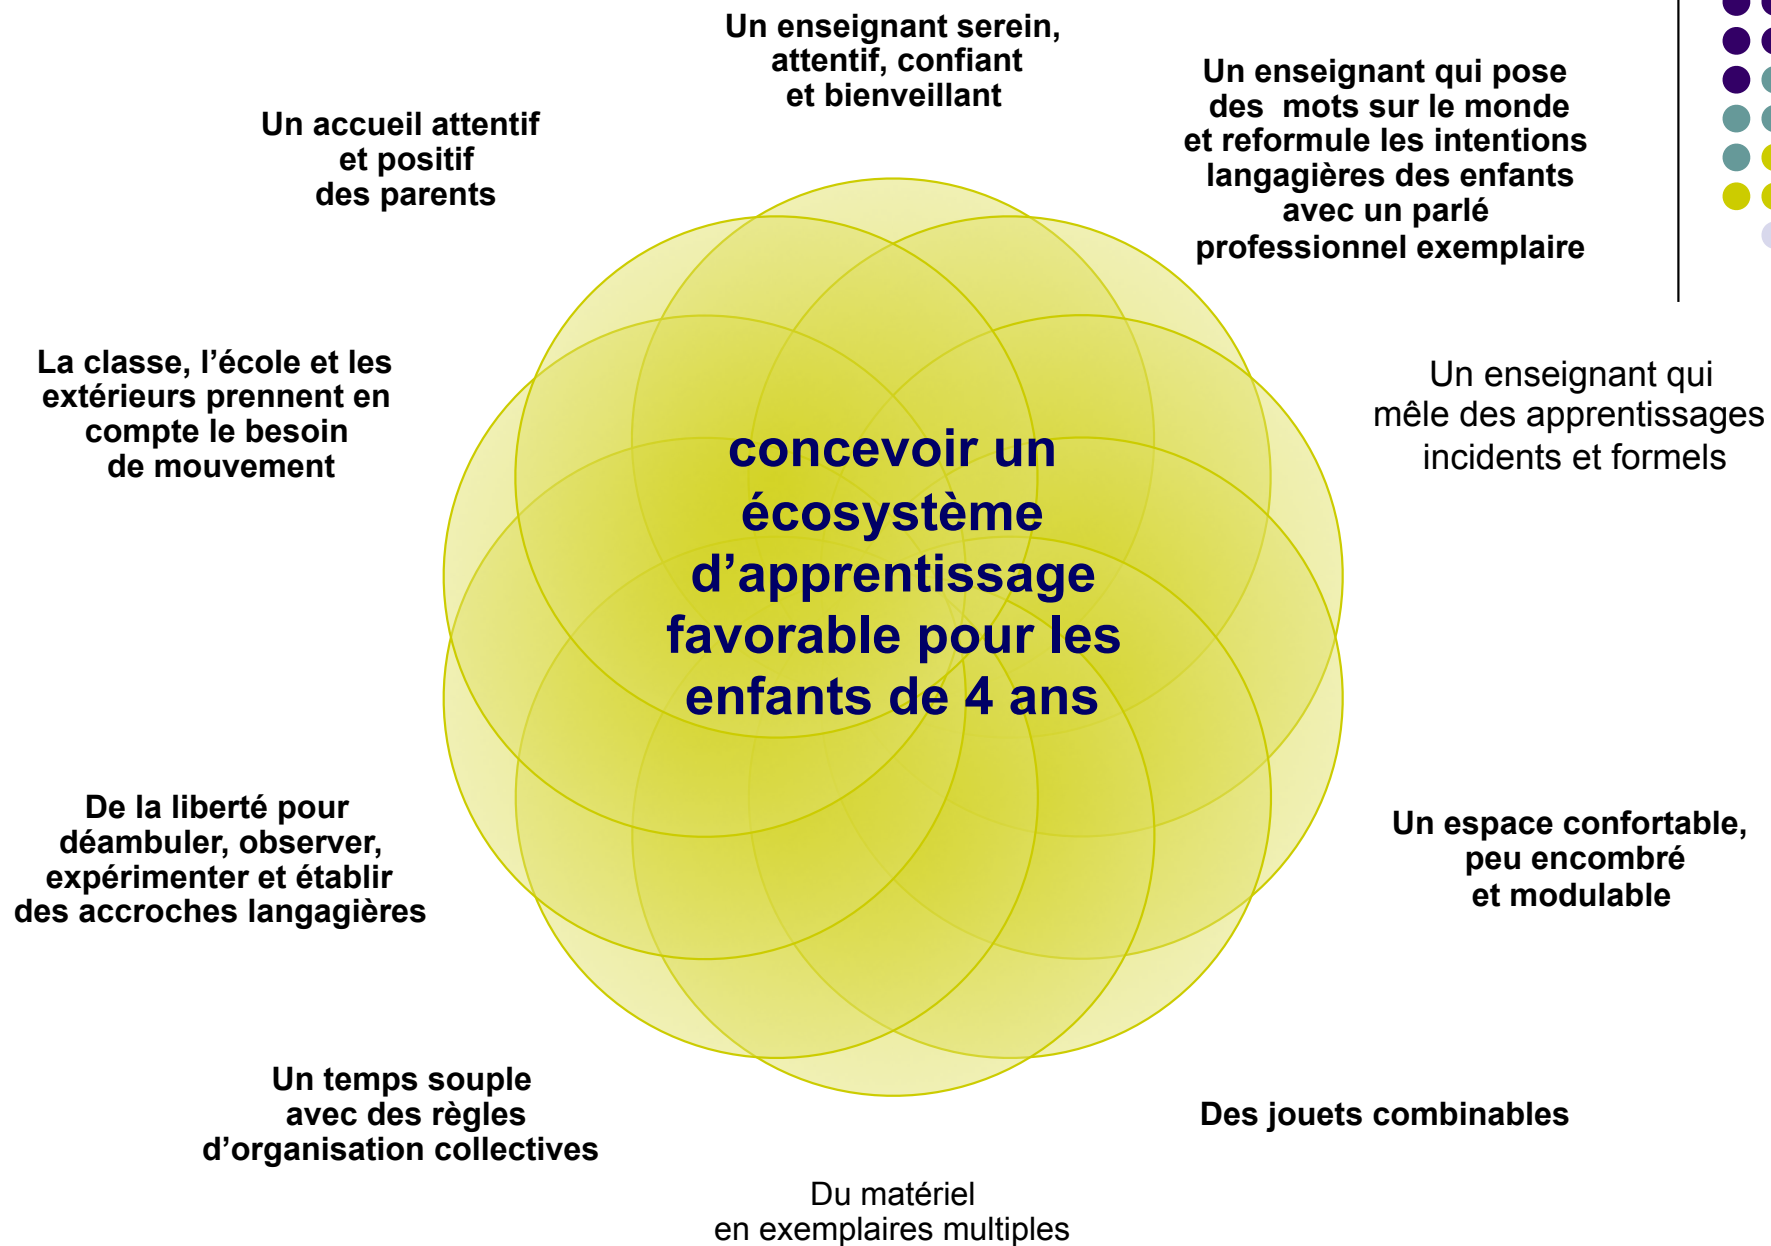 Un enseignant serein,
attentif, confiant
et bienveillant
Un enseignant qui pose
des mots sur le monde
et reformule les intentions
langagières des enfants
avec un parlé
professionnel exemplaire
Un enseignant qui
mêle des apprentissages
incidents et formels
Un espace confortable,
peu encombré
et modulable
Des jouets combinables
Du matériel
en exemplaires multiples
Un temps souple
avec des règles
d’organisation collectives
De la liberté pour
déambuler, observer,
expérimenter et établir
des accroches langagières
La classe, l’école et les
extérieurs prennent en
compte le besoin
de mouvement
Un accueil attentif
et positif
des parents
concevoir un
écosystème
d’apprentissage
favorable pour les
enfants de 4 ans